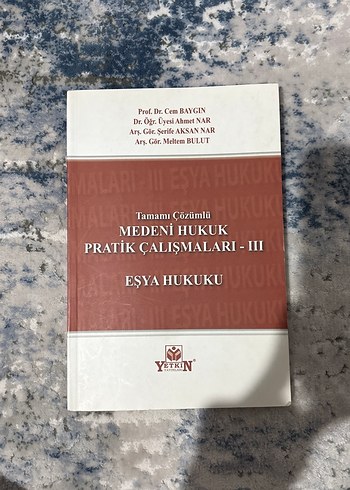 Prof. Dr. Cem BAYGIN
Dr. Öğr. Üyesi Ahmet NAR
Arş. Gör. Şerife AKSAN NAR
Arş. Gör. Meltem BULUT
Tamamı Çözümlü
MEDENİ HUKUK
PRATİK ÇALIŞMALARI - III
EŞYA HUKUKU
YETKİN